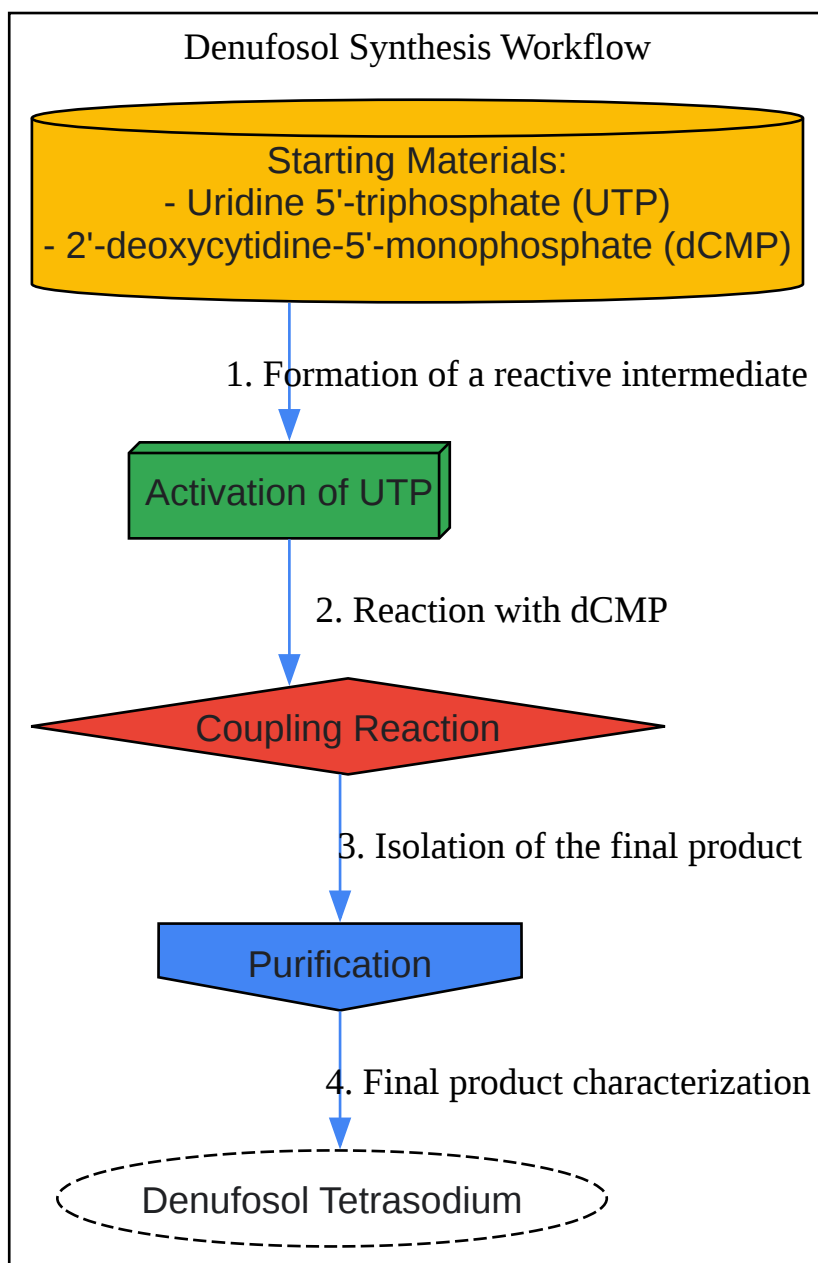 Denufosol Synthesis Workflow
Starting Materials:
- Uridine 5'-triphosphate (UTP)
- 2'-deoxycytidine-5'-monophosphate (dCMP)
1. Formation of a reactive intermediate
Activation of UTP
2. Reaction with dCMP
Coupling Reaction
3. Isolation of the final product
Purification
4. Final product characterization
Denufosol Tetrasodium